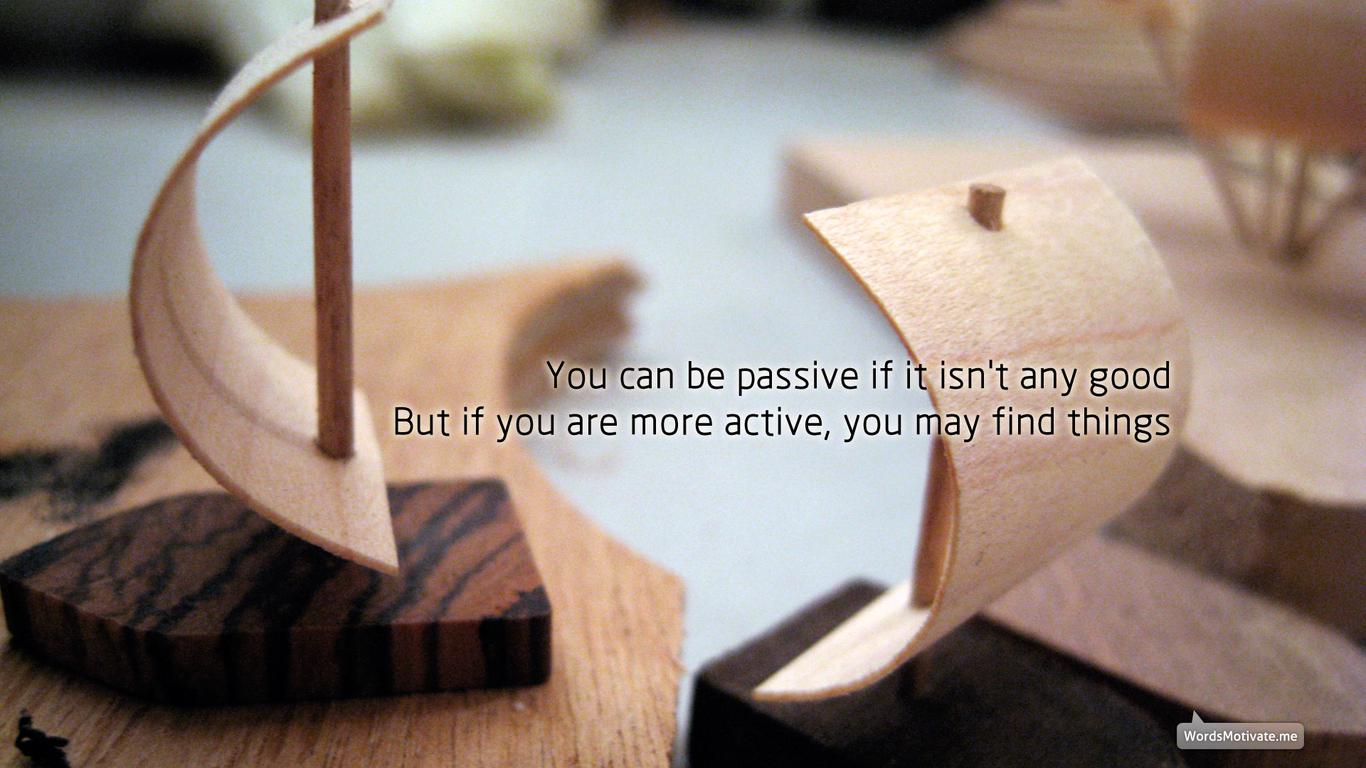 You can be passive if it isn't any good
But if you are more active, you may find things
WordsMotivate.me